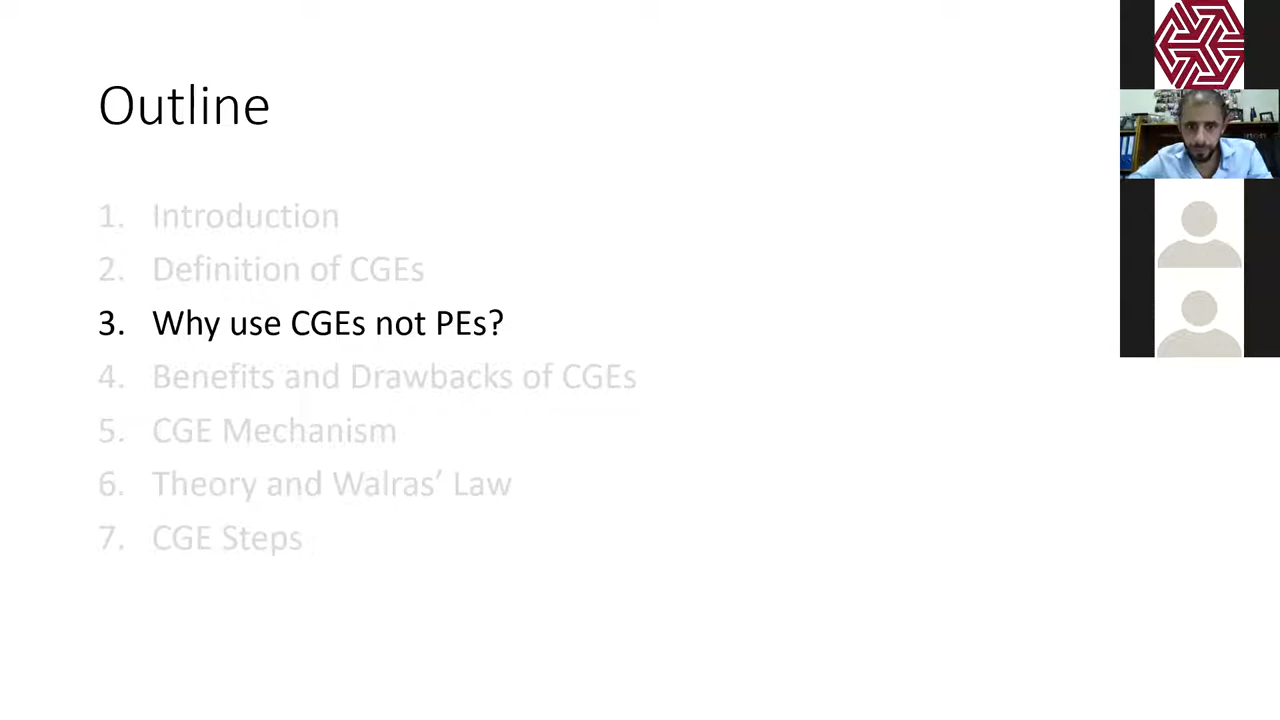 Outline
1. Introduction
2. Definition of CGEs
3. Why use CGEs not PEs?
4. Benefits and Drawbacks of CGEs
5. CGE Mechanism
6. Theory and Walras’ Law
7. CGE Steps